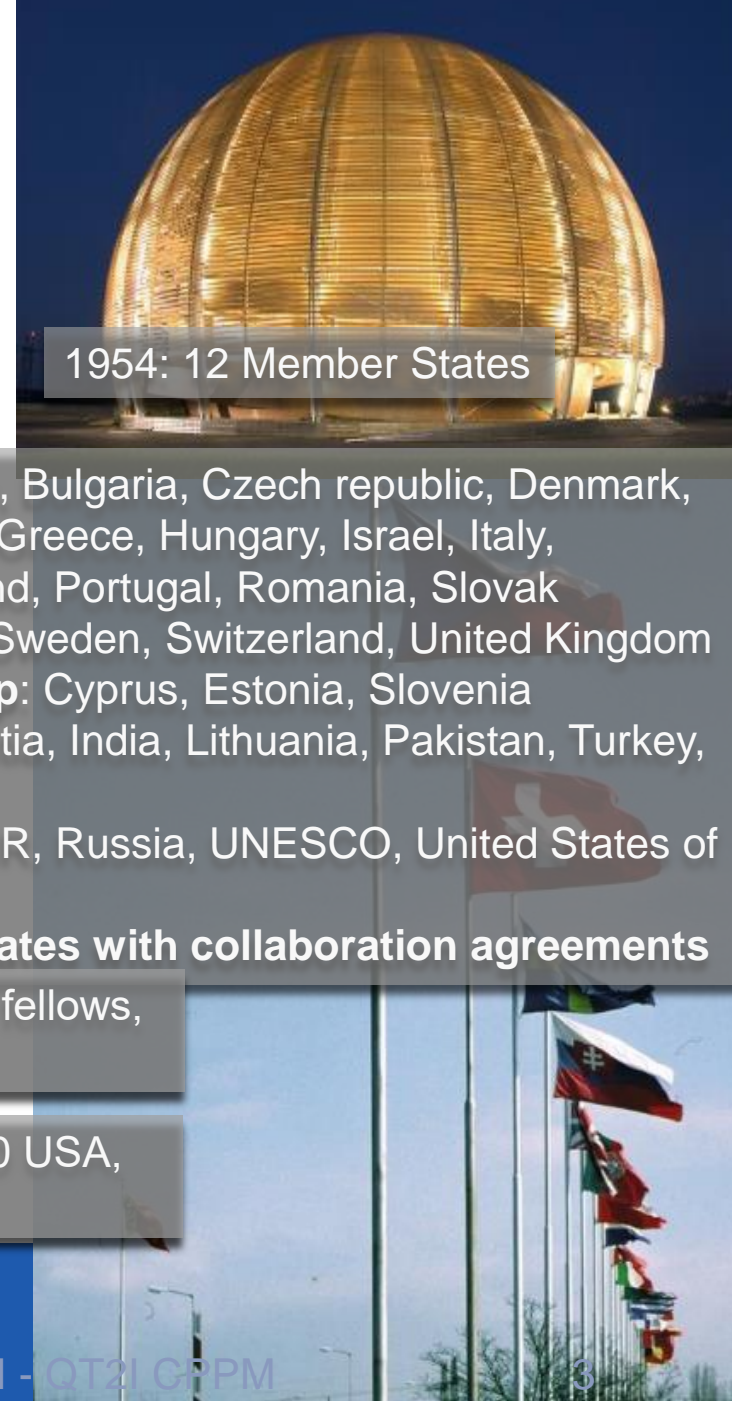 1954: 12 Member States
, Bulgaria, Czech republic, Denmark,
Greece, Hungary, Israel, Italy,
nd, Portugal, Romania, Slovak
Sweden, Switzerland, United Kingdom
p: Cyprus, Estonia, Slovenia
tia, India, Lithuania, Pakistan, Turkey,
R, Russia, UNESCO, United States of
ates with collaboration agreements
fellows,
0 USA,
- QT2I CPPM 3